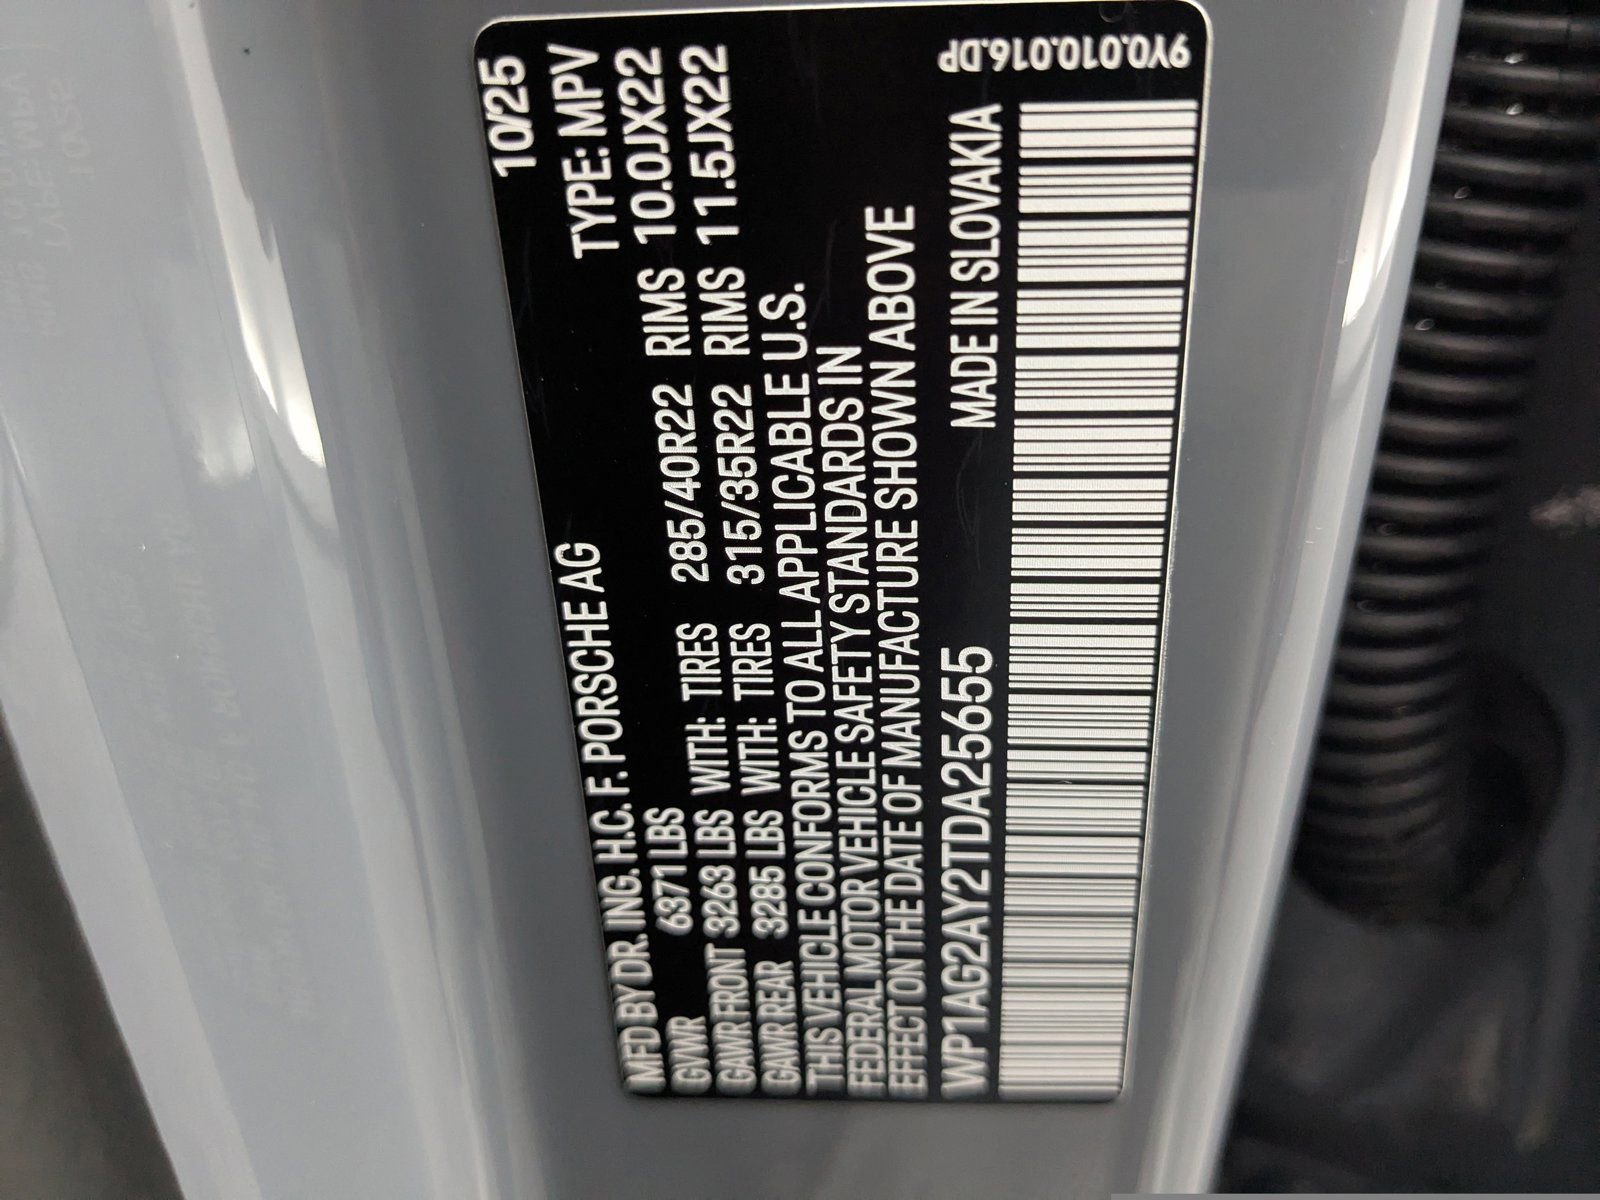 10/25
MFD BY DR. ING. H.C. F. PORSCHE AG TYPE: MPV
GVWR 6371 LBS
GAWR FRONT 3263 LBS WITH: TIRES 285/40R22 RIMS 10.0JX22
GAWR REAR 3285 LBS WITH: TIRES 315/35R22 RIMS 11.5JX22
THIS VEHICLE CONFORMS TO ALL APPLICABLE U.S.
FEDERAL MOTOR VEHICLE SAFETY STANDARDS IN
EFFECT ON THE DATE OF MANUFACTURE SHOWN ABOVE
WP1AG2AY2TDA25655 MADE IN SLOVAKIA
9Y0.010.016.DP